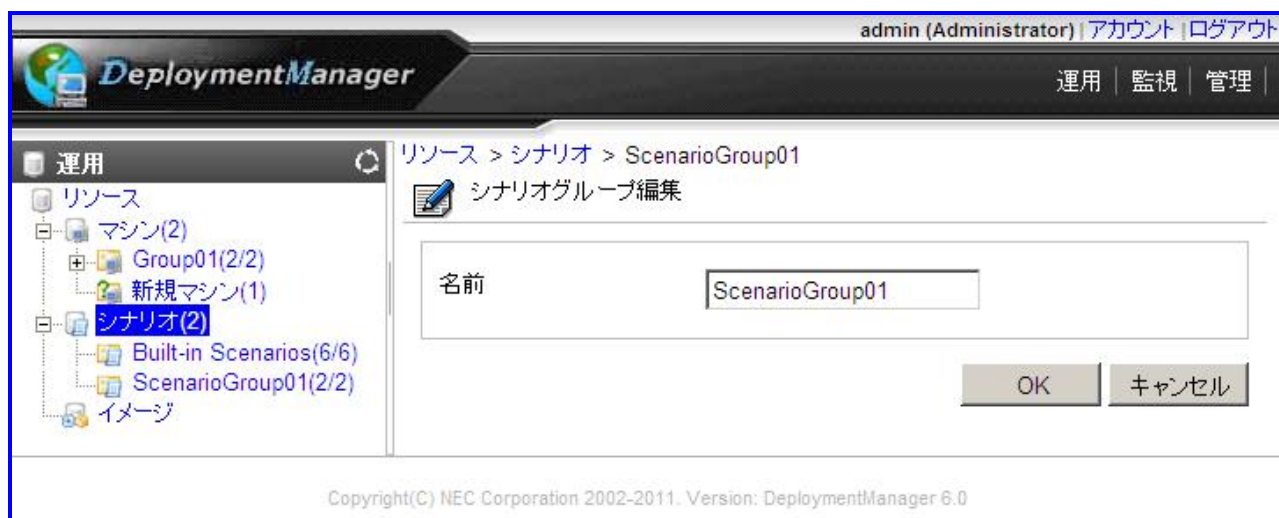 admin (Administrator) | アカウント | ログアウト
DeploymentManager
運用 | 監視 | 管理 |
運用
リソース
マシン(2)
Group01(2/2)
新規マシン(1)
シナリオ(2)
Built-in Scenarios(6/6)
ScenarioGroup01(2/2)
イメージ
リソース > シナリオ > ScenarioGroup01
シナリオグループ編集
名前 ScenarioGroup01
OK キャンセル
Copyright(C) NEC Corporation 2002-2011. Version: DeploymentManager 6.0